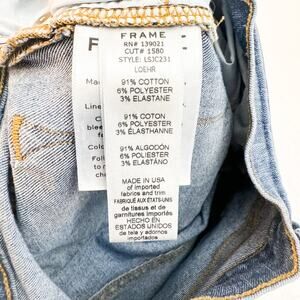 FRAME
RN# 139021
CUT# 1580
STYLE: LSJC231
LOEHR
91% COTTON
6% POLYESTER
3% ELASTANE
91% COTON
6% POLYESTER
3% ÉLASTHANNE
91% ALGODÓN
6% POLIESTER
3% ELASTANO
MADE IN USA
of imported
fabrics and trim
FABRIQUÉ AUX ÉTATS-UNIS
de tissus et de
garnitures importés
HECHO EN
ESTADOS UNIDOS
de tela y adornos
importados